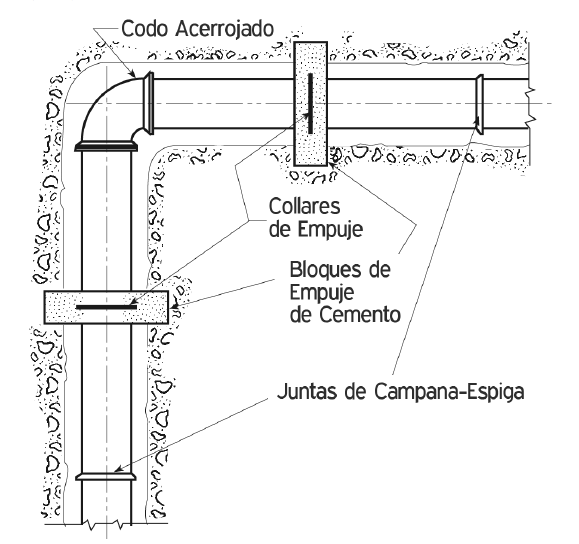 Codo Acerrojado
Collares
de Empuje
Bloques de
Empuje
de Cemento
Juntas de Campana-Espiga